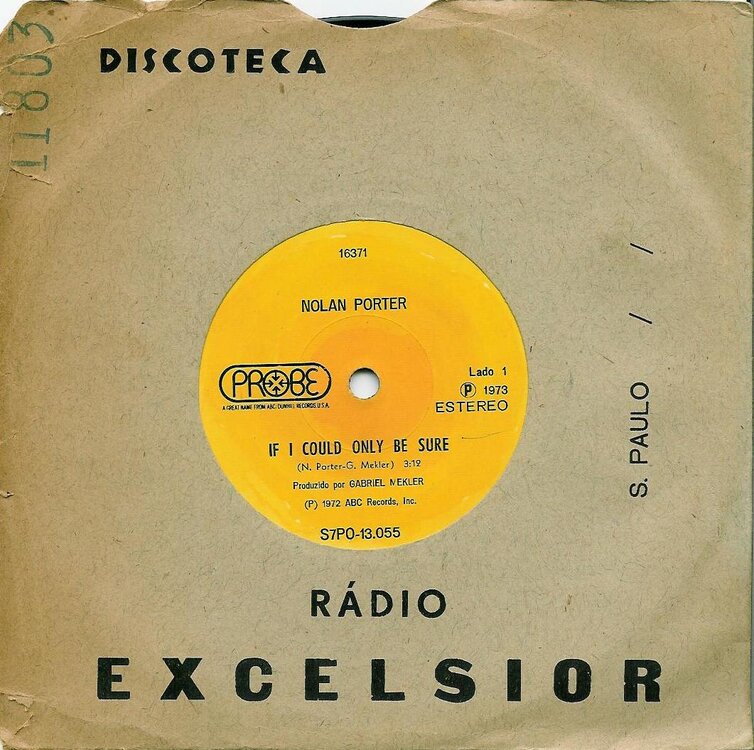 11803
DISCOTECA
16371
NOLAN PORTER
PROBE
A GREAT NAME FROM ABC/DUNHILL RECORDS U.S.A.
Lado 1
Ⓟ 1973
ESTEREO
IF I COULD ONLY BE SURE
(N. Porter-G. Mekler) 3:12
Produzido por GABRIEL MEKLER
(P) 1972 ABC Records, Inc.
S7PO-13.055
S. PAULO / /
RÁDIO
EXCELSIOR